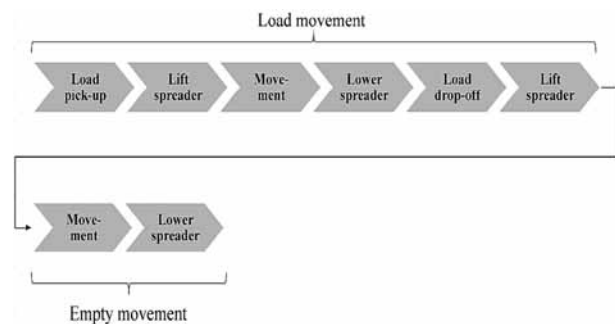 Load movement
Load
pick-up
Lift
spreader
Move-
ment
Lower
spreader
Load
drop-off
Lift
spreader
Move-
ment
Lower
spreader
Empty movement